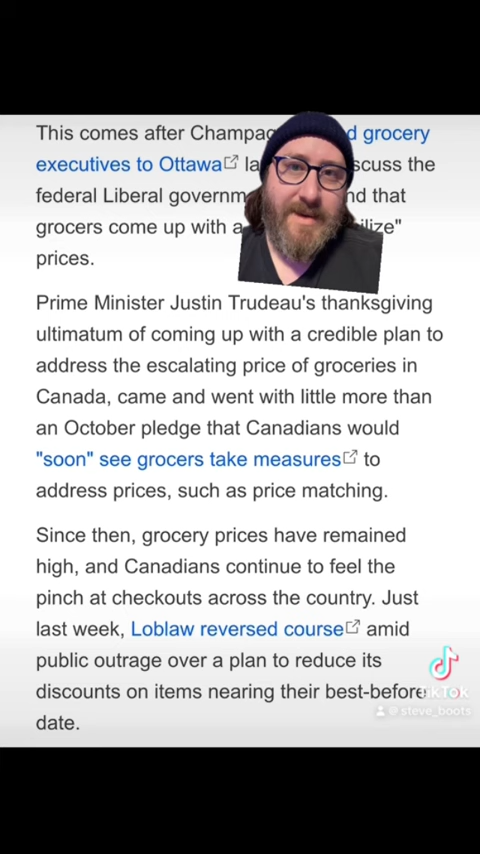 This comes after Champag d grocery
executives to Ottawa la scuss the
federal Liberal governm nd that
grocers come up with a ilize"
prices.
Prime Minister Justin Trudeau's thanksgiving
ultimatum of coming up with a credible plan to
address the escalating price of groceries in
Canada, came and went with little more than
an October pledge that Canadians would
"soon" see grocers take measures to
address prices, such as price matching.
Since then, grocery prices have remained
high, and Canadians continue to feel the
pinch at checkouts across the country. Just
last week, Loblaw reversed course amid
public outrage over a plan to reduce its
discounts on items nearing their best-before
date.
TikTok
@steve_boots